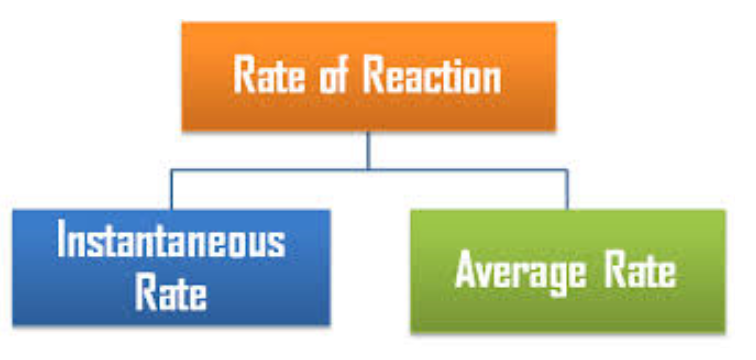 Rate of Reaction
Instantaneous
Rate
Average Rate